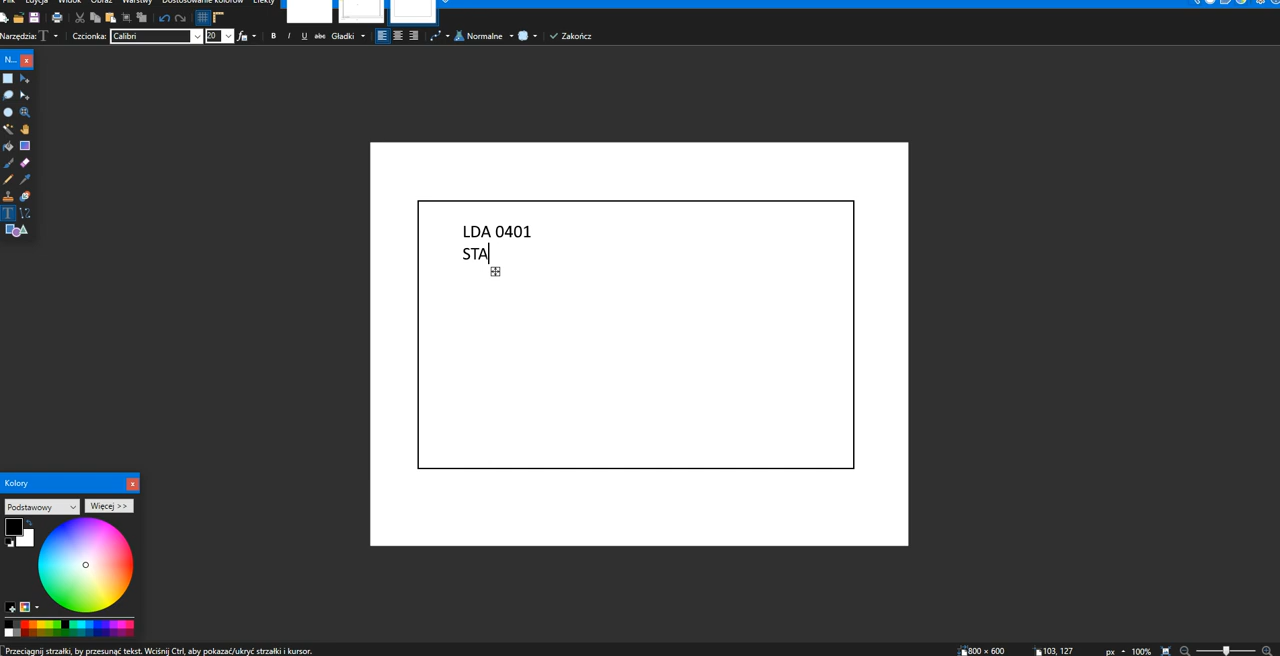 Plik Edycja Widok Obraz Warstwy Dostosowanie kolorów Efekty
Narzędzia: T Czcionka: Calibri 20 B I U abc Gładki Normalne Zakończ
N...
LDA 0401
STA
Kolory
Podstawowy Więcej >>
Przeciągnij strzałki, by przesunąć tekst. Wciśnij Ctrl, aby pokazać/ukryć strzałki i kursor.
800 × 600 103, 127 px 100%